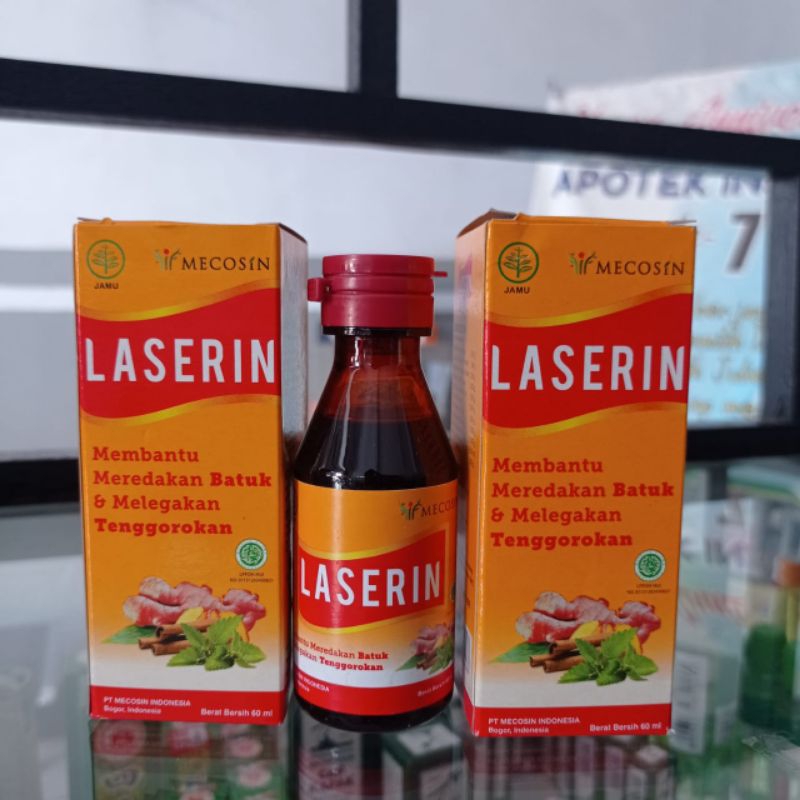 JAMU
MECOSIN
LASERIN
Membantu
Meredakan Batuk
& Melegakan
Tenggorokan
PT MECOSIN INDONESIA
Bogor, Indonesia
Berat Bersih 60 ml
MECOSIN
LASERIN
Meredakan Batuk
Melegakan Tenggorokan
JAMU
MECOSIN
LASERIN
Membantu
Meredakan Batuk
& Melegakan
Tenggorokan
PT MECOSIN INDONESIA
Bogor, Indonesia
Berat Bersih 60 ml
APOTEK IN
7